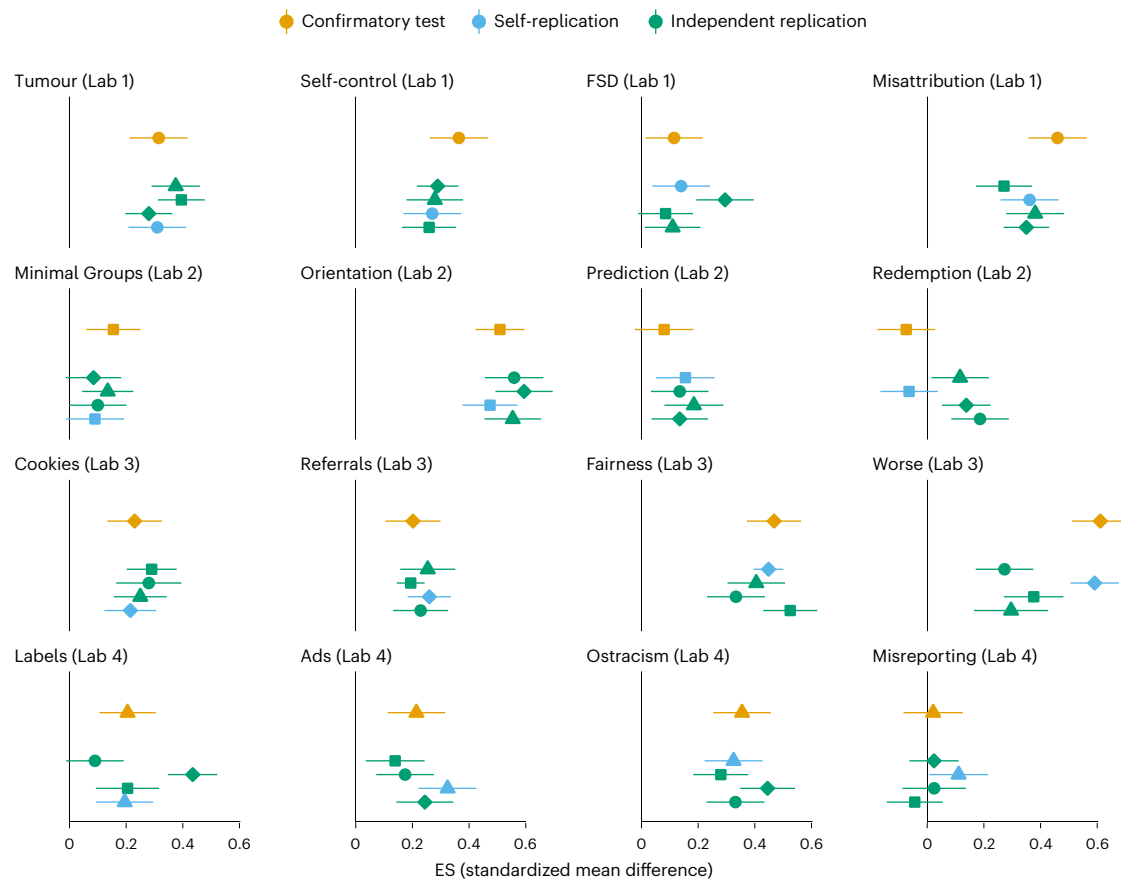 Confirmatory test Self-replication Independent replication
Tumour (Lab 1) Self-control (Lab 1) FSD (Lab 1) Misattribution (Lab 1)
Minimal Groups (Lab 2) Orientation (Lab 2) Prediction (Lab 2) Redemption (Lab 2)
Cookies (Lab 3) Referrals (Lab 3) Fairness (Lab 3) Worse (Lab 3)
Labels (Lab 4) Ads (Lab 4) Ostracism (Lab 4) Misreporting (Lab 4)
0 0.2 0.4 0.6 0 0.2 0.4 0.6 0 0.2 0.4 0.6 0 0.2 0.4 0.6
ES (standardized mean difference)